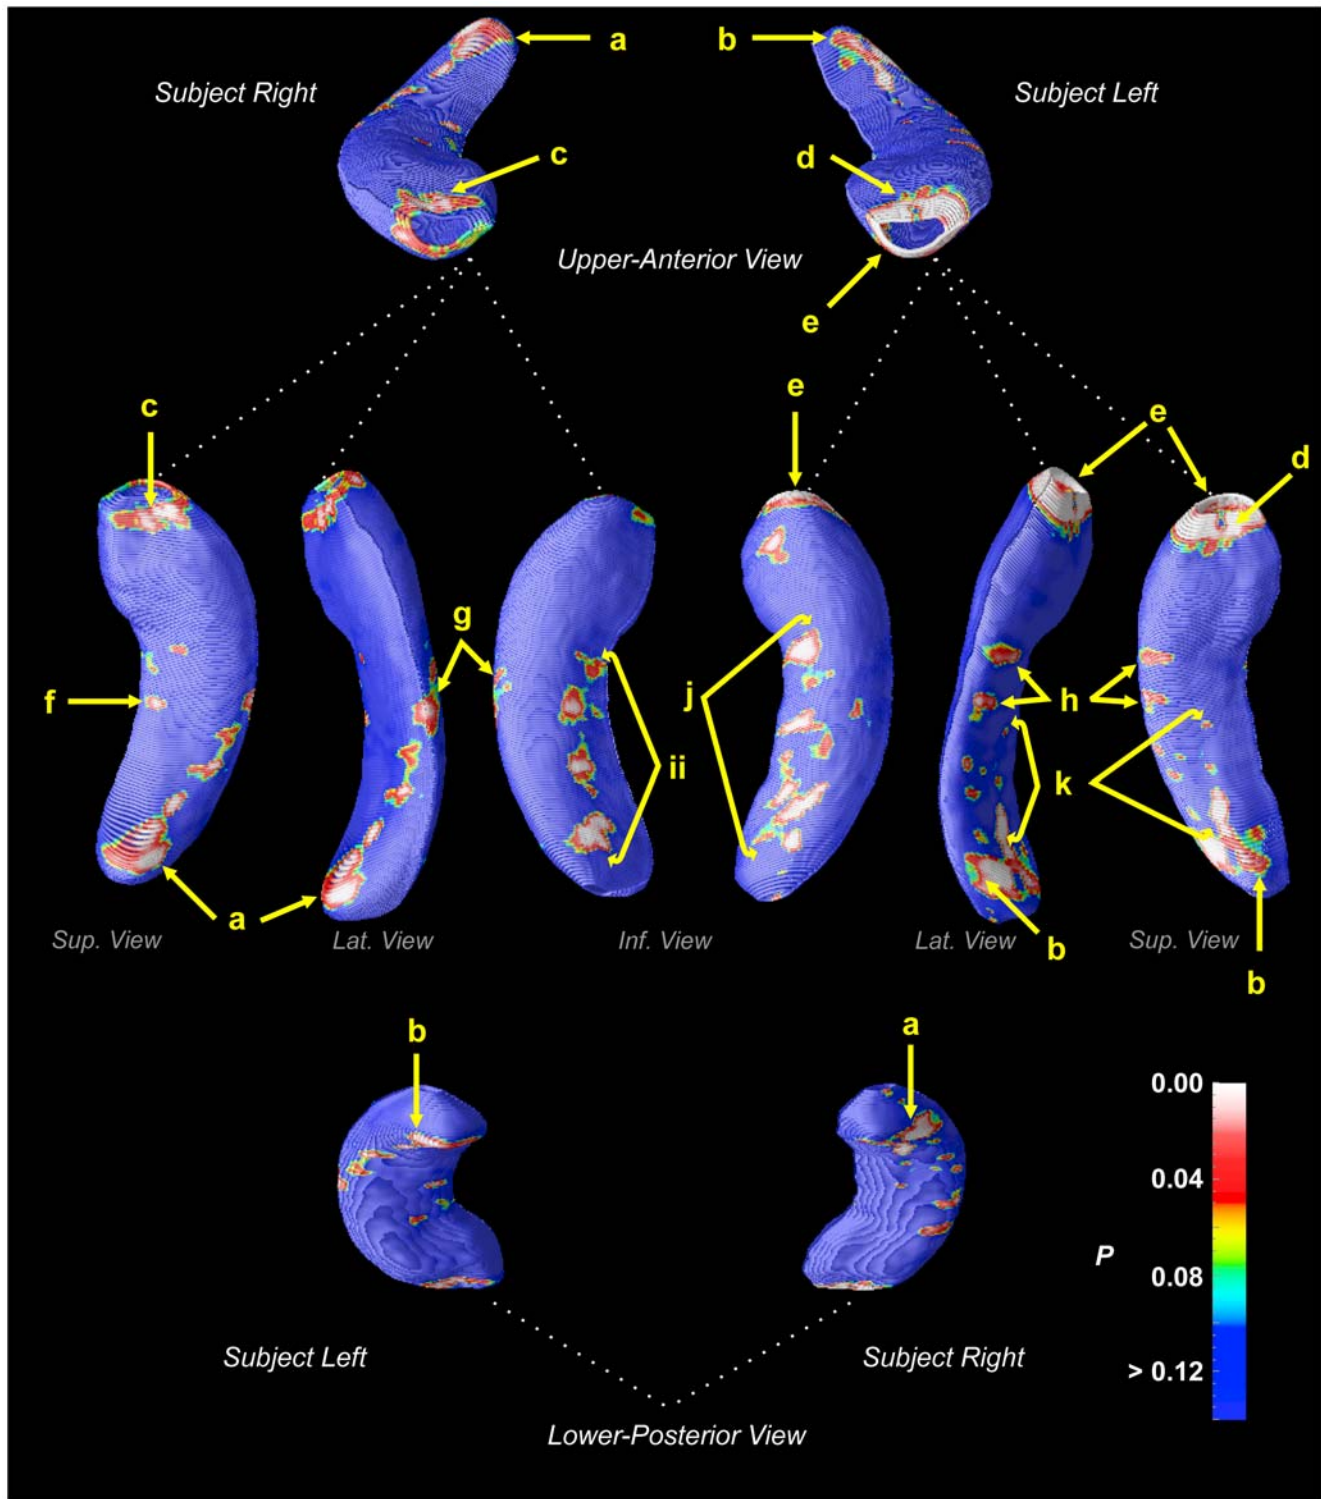 a
b
Subject Right
Subject Left
c
d
Upper-Anterior View
e
e
c
e
d
g
f
j
h
ii
k
a
Sup. View
Lat. View
Inf. View
Lat. View
Sup. View
b
b
b
a
0.00
0.04
P
0.08
Subject Left
Subject Right
> 0.12
Lower-Posterior View